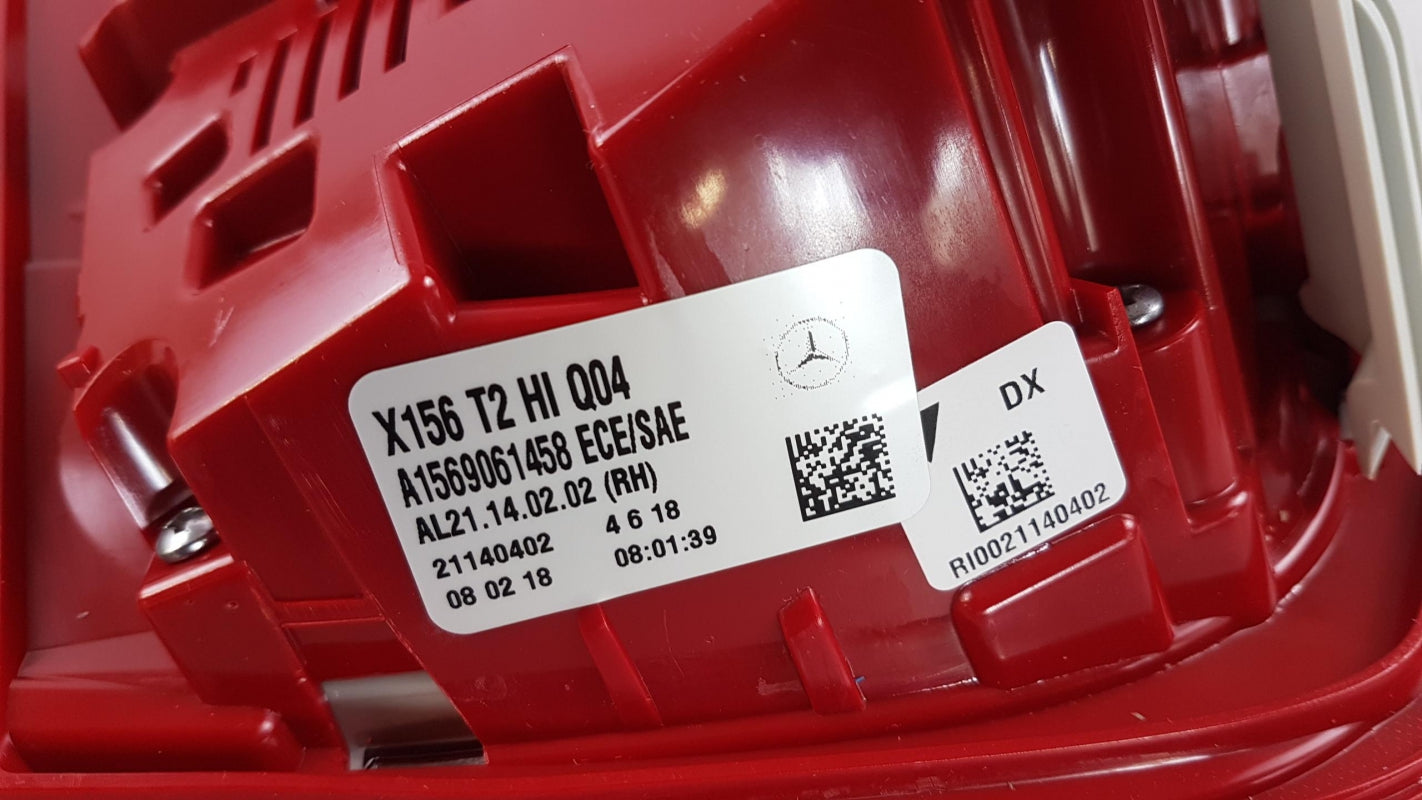 X156 T2 HI Q04
A1569061458 ECE/SAE
AL21.14.02.02 (RH)
21140402 4 6 18
08 02 18 08:01:39
DX
RI0021140402